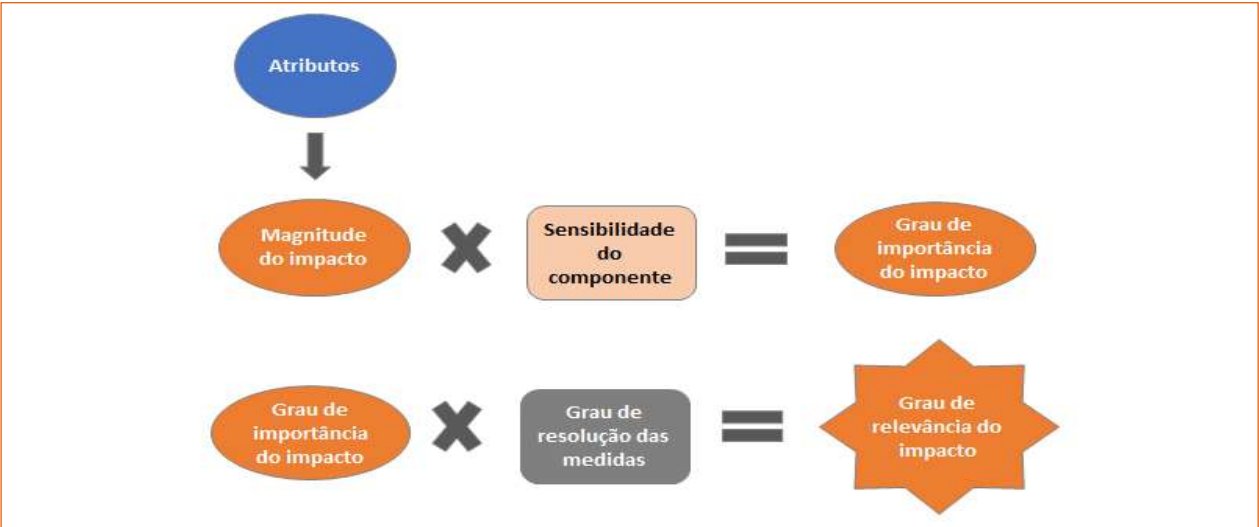 Atributos
Magnitude
do impacto
Sensibilidade
do
componente
Grau de
importância
do impacto
Grau de
importância
do impacto
Grau de
resolução das
medidas
Grau de
relevância do
impacto